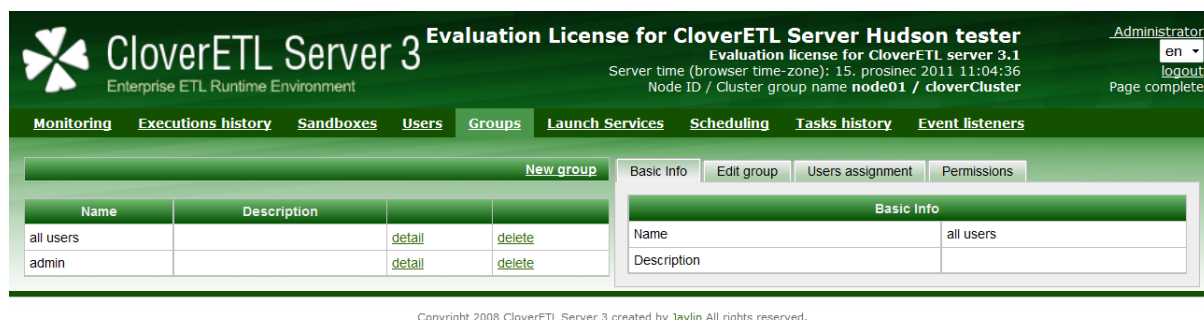 CloverETL Server 3
Enterprise ETL Runtime Environment
Evaluation License for CloverETL Server Hudson tester
Evaluation license for CloverETL server 3.1
Server time (browser time-zone): 15. prosinec 2011 11:04:36
Node ID / Cluster group name node01 / cloverCluster
Administrator
en
logout
Page complete
Monitoring Executions history Sandboxes Users Groups Launch Services Scheduling Tasks history Event listeners
New group
Name Description
all users detail delete
admin detail delete
Basic Info Edit group Users assignment Permissions
Basic Info
Name all users
Description
Copyright 2008 CloverETL Server 3 created by Javlin All rights reserved.